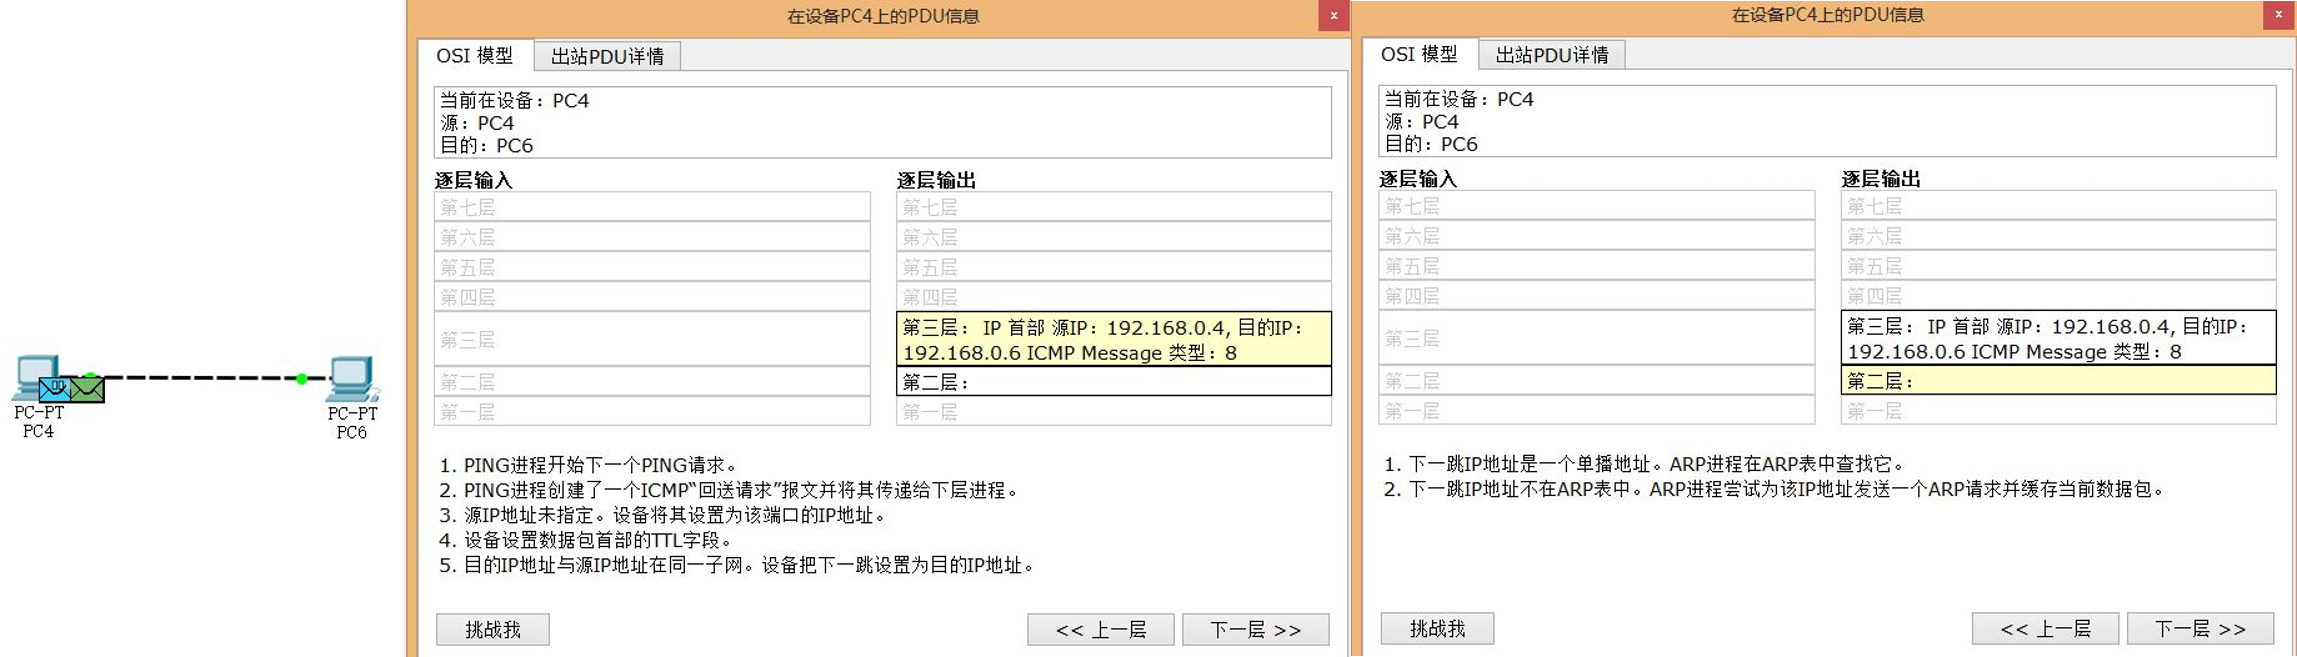 PC-PT
PC4
PC-PT
PC6
在设备PC4上的PDU信息
x
OSI 模型
出站PDU详情
当前在设备：PC4
源：PC4
目的：PC6
逐层输入
第七层
第六层
第五层
第四层
第三层
第二层
第一层
逐层输出
第七层
第六层
第五层
第四层
第三层： IP 首部 源IP：192.168.0.4, 目的IP：
192.168.0.6 ICMP Message 类型：8
第二层：
第一层
1. PING进程开始下一个PING请求。
2. PING进程创建了一个ICMP“回送请求”报文并将其传递给下层进程。
3. 源IP地址未指定。设备将其设置为该端口的IP地址。
4. 设备设置数据包首部的TTL字段。
5. 目的IP地址与源IP地址在同一子网。设备把下一跳设置为目的IP地址。
挑战我
<< 上一层
下一层 >>
在设备PC4上的PDU信息
x
OSI 模型
出站PDU详情
当前在设备：PC4
源：PC4
目的：PC6
逐层输入
第七层
第六层
第五层
第四层
第三层
第二层
第一层
逐层输出
第七层
第六层
第五层
第四层
第三层： IP 首部 源IP：192.168.0.4, 目的IP：
192.168.0.6 ICMP Message 类型：8
第二层：
第一层
1. 下一跳IP地址是一个单播地址。ARP进程在ARP表中查找它。
2. 下一跳IP地址不在ARP表中。ARP进程尝试为该IP地址发送一个ARP请求并缓存当前数据包。
挑战我
<< 上一层
下一层 >>